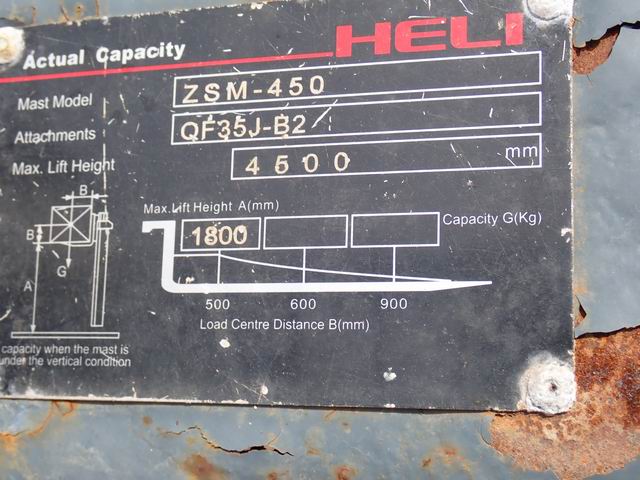 HELI
Actual Capacity
Mast Model ZSM-450
Attachments QF35J-B2
Max. Lift Height 4500 mm
B
Max.Lift Height A(mm)
1800 Capacity G(Kg)
B
G
A
500 600 900
Load Centre Distance B(mm)
capacity when the mast is
under the vertical condition